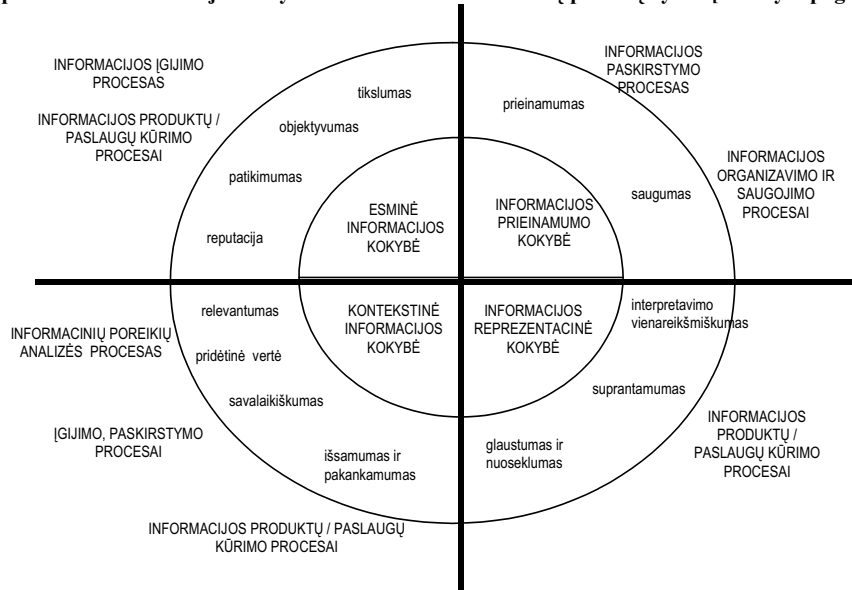 INFORMACIJOS ĮGIJIMO
PROCESAS
INFORMACIJOS PRODUKTŲ /
PASLAUGŲ KŪRIMO
PROCESAI
tikslumas
objektyvumas
patikimumas
reputacija
ESMINĖ
INFORMACIJOS
KOKYBĖ
INFORMACIJOS
PASKIRSTYMO
PROCESAS
prieinamumas
saugumas
INFORMACIJOS
PRIEINAMUMO
KOKYBĖ
INFORMACIJOS
ORGANIZAVIMO IR
SAUGOJIMO
PROCESAI
relevantumas
pridėtinė vertė
savalaikiškumas
išsamumas ir
pakankamumas
KONTEKSTINĖ
INFORMACIJOS
KOKYBĖ
INFORMACINIŲ POREIKIŲ
ANALIZĖS PROCESAS
ĮGIJIMO, PASKIRSTYMO
PROCESAI
INFORMACIJOS PRODUKTŲ / PASLAUGŲ
KŪRIMO PROCESAI
INFORMACIJOS
REPREZENTACINĖ
KOKYBĖ
interpretavimo
vienareikšmiškumas
suprantamumas
glaustumas ir
nuoseklumas
INFORMACIJOS
PRODUKTŲ /
PASLAUGŲ KŪRIMO
PROCESAI